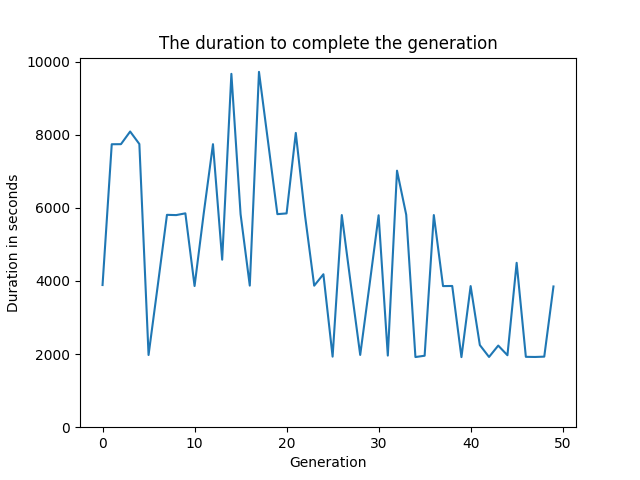 The duration to complete the generation
10000
8000
6000
4000
2000
0
Duration in seconds
0 10 20 30 40 50
Generation